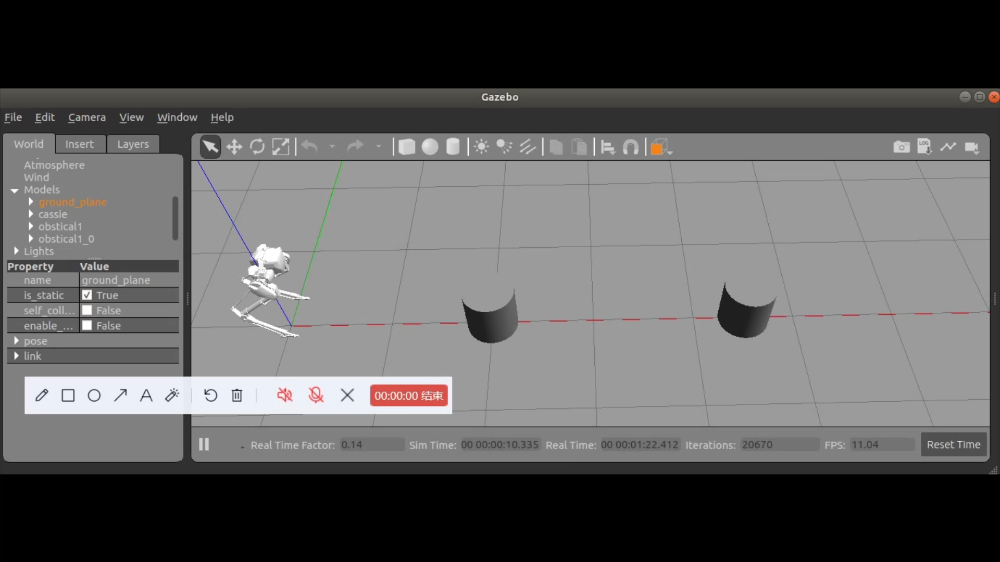 Gazebo
File Edit Camera View Window Help
World Insert Layers
LOG
Atmosphere
Wind
Models
ground_plane
cassie
obstical1
obstical1_0
Lights
Property Value
name ground_plane
is_static True
self_coll... False
enable_... False
pose
link
00:00:00 结束
Real Time Factor: 0.14 Sim Time: 00 00:00:10.335 Real Time: 00 00:01:22.412 Iterations: 20670 FPS: 11.04 Reset Time